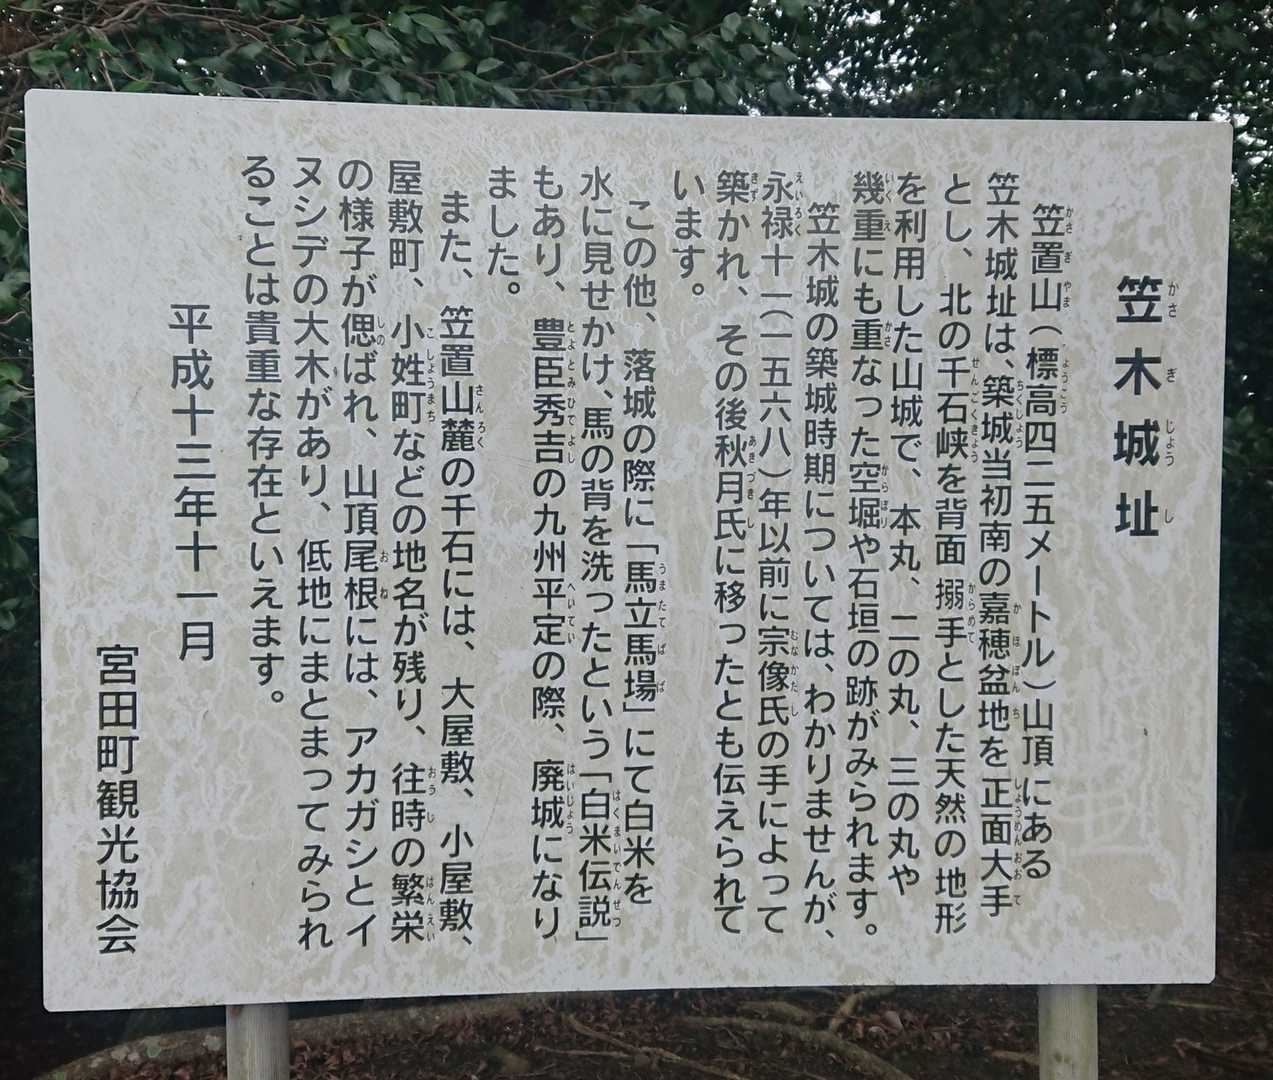 笠木城址
笠置山(標高四二五メートル)山頂にある
笠木城址は、築城当初南の嘉穂盆地を正面大手
とし、北の千石峡を背面搦手とした天然の地形
を利用した山城で、本丸、二の丸、三の丸や
幾重にも重なった空堀や石垣の跡がみられます。
笠木城の築城時期については、わかりませんが、
永禄十一(一五六八)年以前に宗像氏の手によって
築かれ、その後秋月氏に移ったとも伝えられて
います。
この他、落城の際に「馬立馬場」にて白米を
水に見せかけ、馬の背を洗ったという「白米伝説」
もあり、豊臣秀吉の九州平定の際、廃城になり
ました。
また、笠置山麓の千石には、大屋敷、小屋敷、
屋敷町、小姓町などの地名が残り、往時の繁栄
の様子が偲ばれ、山頂尾根には、アカガシとイ
ヌシデの大木があり、低地にまとまってみられ
ることは貴重な存在といえます。
平成十三年十一月
宮田町観光協会